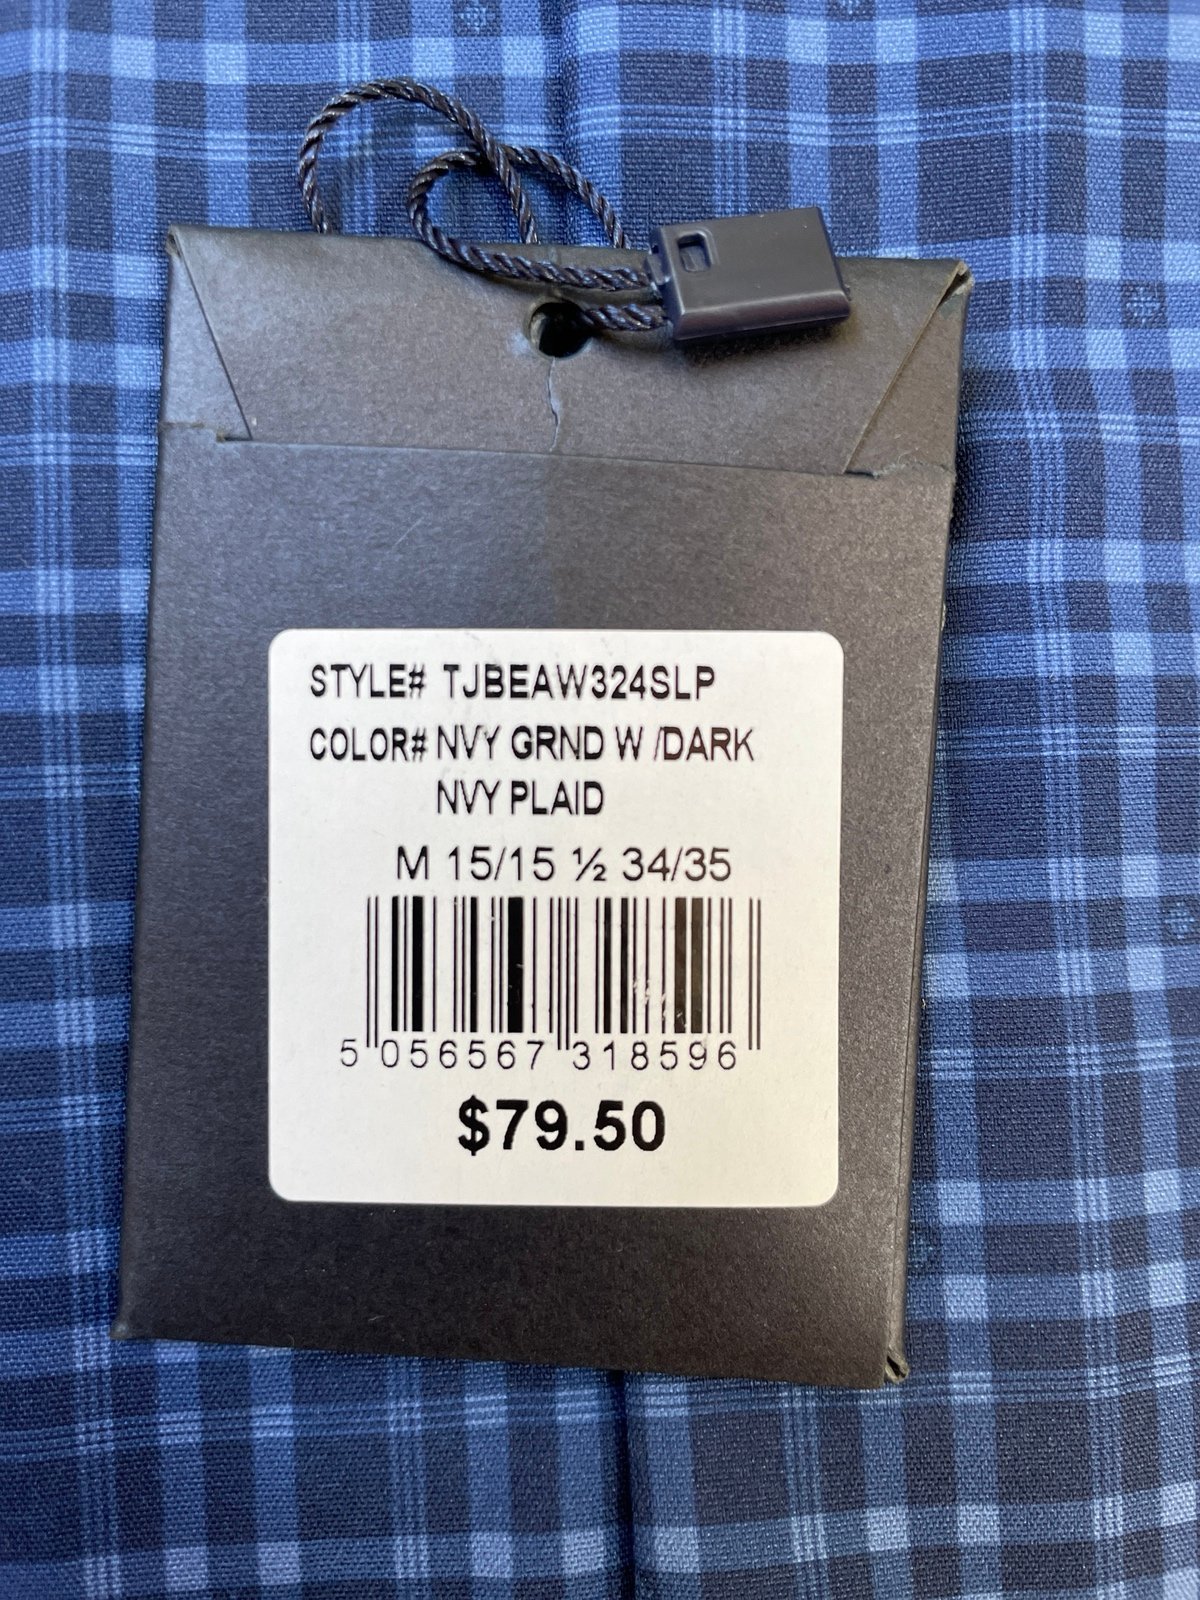 STYLE# TJBEAW324SLP
COLOR# NVY GRND W /DARK
NVY PLAID
M 15/15 ½ 34/35
5 056567 318596
$79.50